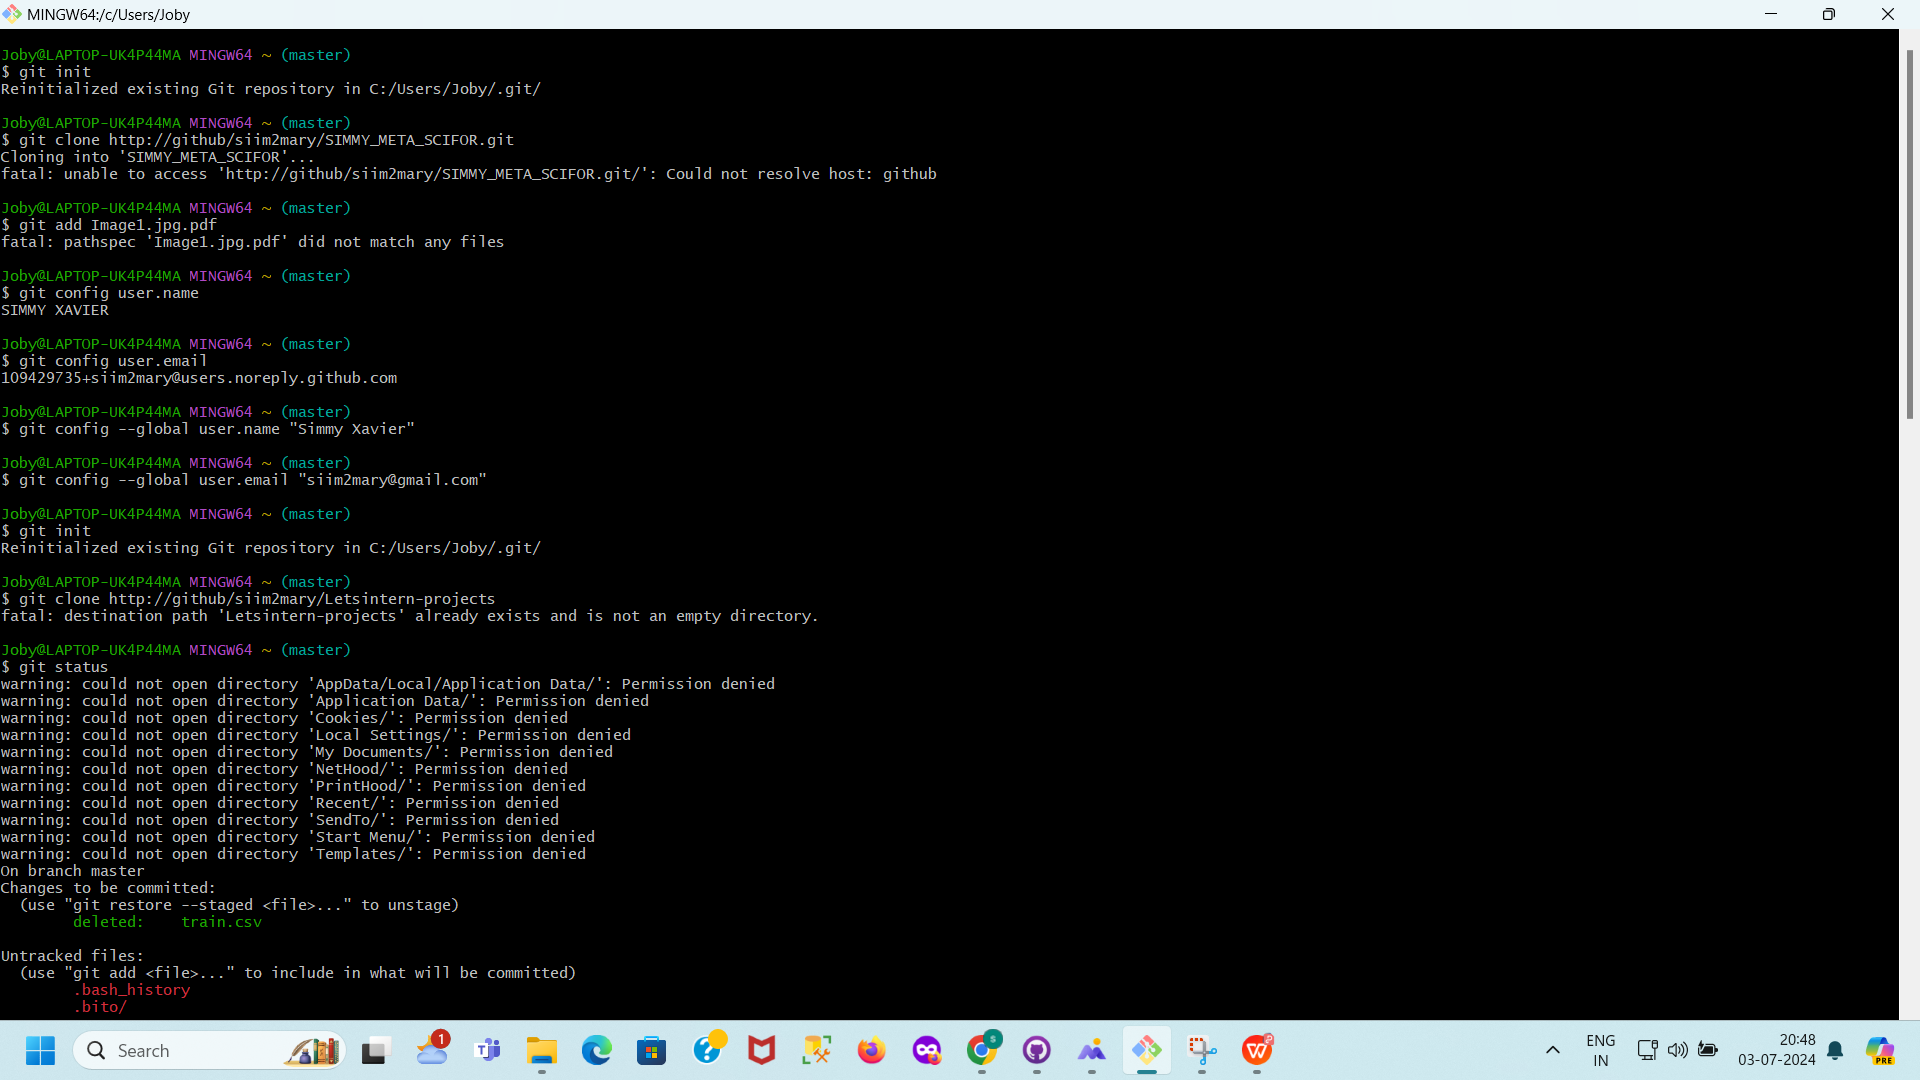 MINGW64:/c/Users/Joby
Joby@LAPTOP-UK4P44MA MINGW64 ~ (master)
$ git init
Reinitialized existing Git repository in C:/Users/Joby/.git/
Joby@LAPTOP-UK4P44MA MINGW64 ~ (master)
$ git clone http://github/siim2mary/SIMMY_META_SCIFOR.git
Cloning into 'SIMMY_META_SCIFOR'...
fatal: unable to access 'http://github/siim2mary/SIMMY_META_SCIFOR.git/': Could not resolve host: github
Joby@LAPTOP-UK4P44MA MINGW64 ~ (master)
$ git add Image1.jpg.pdf
fatal: pathspec 'Image1.jpg.pdf' did not match any files
Joby@LAPTOP-UK4P44MA MINGW64 ~ (master)
$ git config user.name
SIMMY XAVIER
Joby@LAPTOP-UK4P44MA MINGW64 ~ (master)
$ git config user.email
109429735+siim2mary@users.noreply.github.com
Joby@LAPTOP-UK4P44MA MINGW64 ~ (master)
$ git config --global user.name "Simmy Xavier"
Joby@LAPTOP-UK4P44MA MINGW64 ~ (master)
$ git config --global user.email "siim2mary@gmail.com"
Joby@LAPTOP-UK4P44MA MINGW64 ~ (master)
$ git init
Reinitialized existing Git repository in C:/Users/Joby/.git/
Joby@LAPTOP-UK4P44MA MINGW64 ~ (master)
$ git clone http://github/siim2mary/Letsintern-projects
fatal: destination path 'Letsintern-projects' already exists and is not an empty directory.
Joby@LAPTOP-UK4P44MA MINGW64 ~ (master)
$ git status
warning: could not open directory 'AppData/Local/Application Data/': Permission denied
warning: could not open directory 'Application Data/': Permission denied
warning: could not open directory 'Cookies/': Permission denied
warning: could not open directory 'Local Settings/': Permission denied
warning: could not open directory 'My Documents/': Permission denied
warning: could not open directory 'NetHood/': Permission denied
warning: could not open directory 'PrintHood/': Permission denied
warning: could not open directory 'Recent/': Permission denied
warning: could not open directory 'SendTo/': Permission denied
warning: could not open directory 'Start Menu/': Permission denied
warning: could not open directory 'Templates/': Permission denied
On branch master
Changes to be committed:
  (use "git restore --staged <file>..." to unstage)
        deleted:    train.csv
Untracked files:
  (use "git add <file>..." to include in what will be committed)
        .bash_history
        .bito/
Search
1
S
ENG
IN
20:48
03-07-2024
PRE